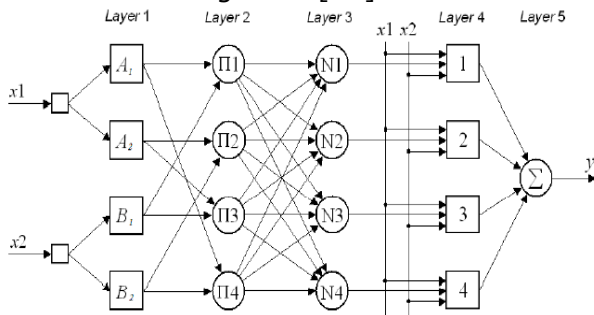 Layer 1 Layer 2 Layer 3 Layer 4 Layer 5
x1 x2
A1 Π1 N1 1
x1
A2 Π2 N2 2
y
Σ
B1 Π3 N3 3
x2
B2 Π4 N4 4